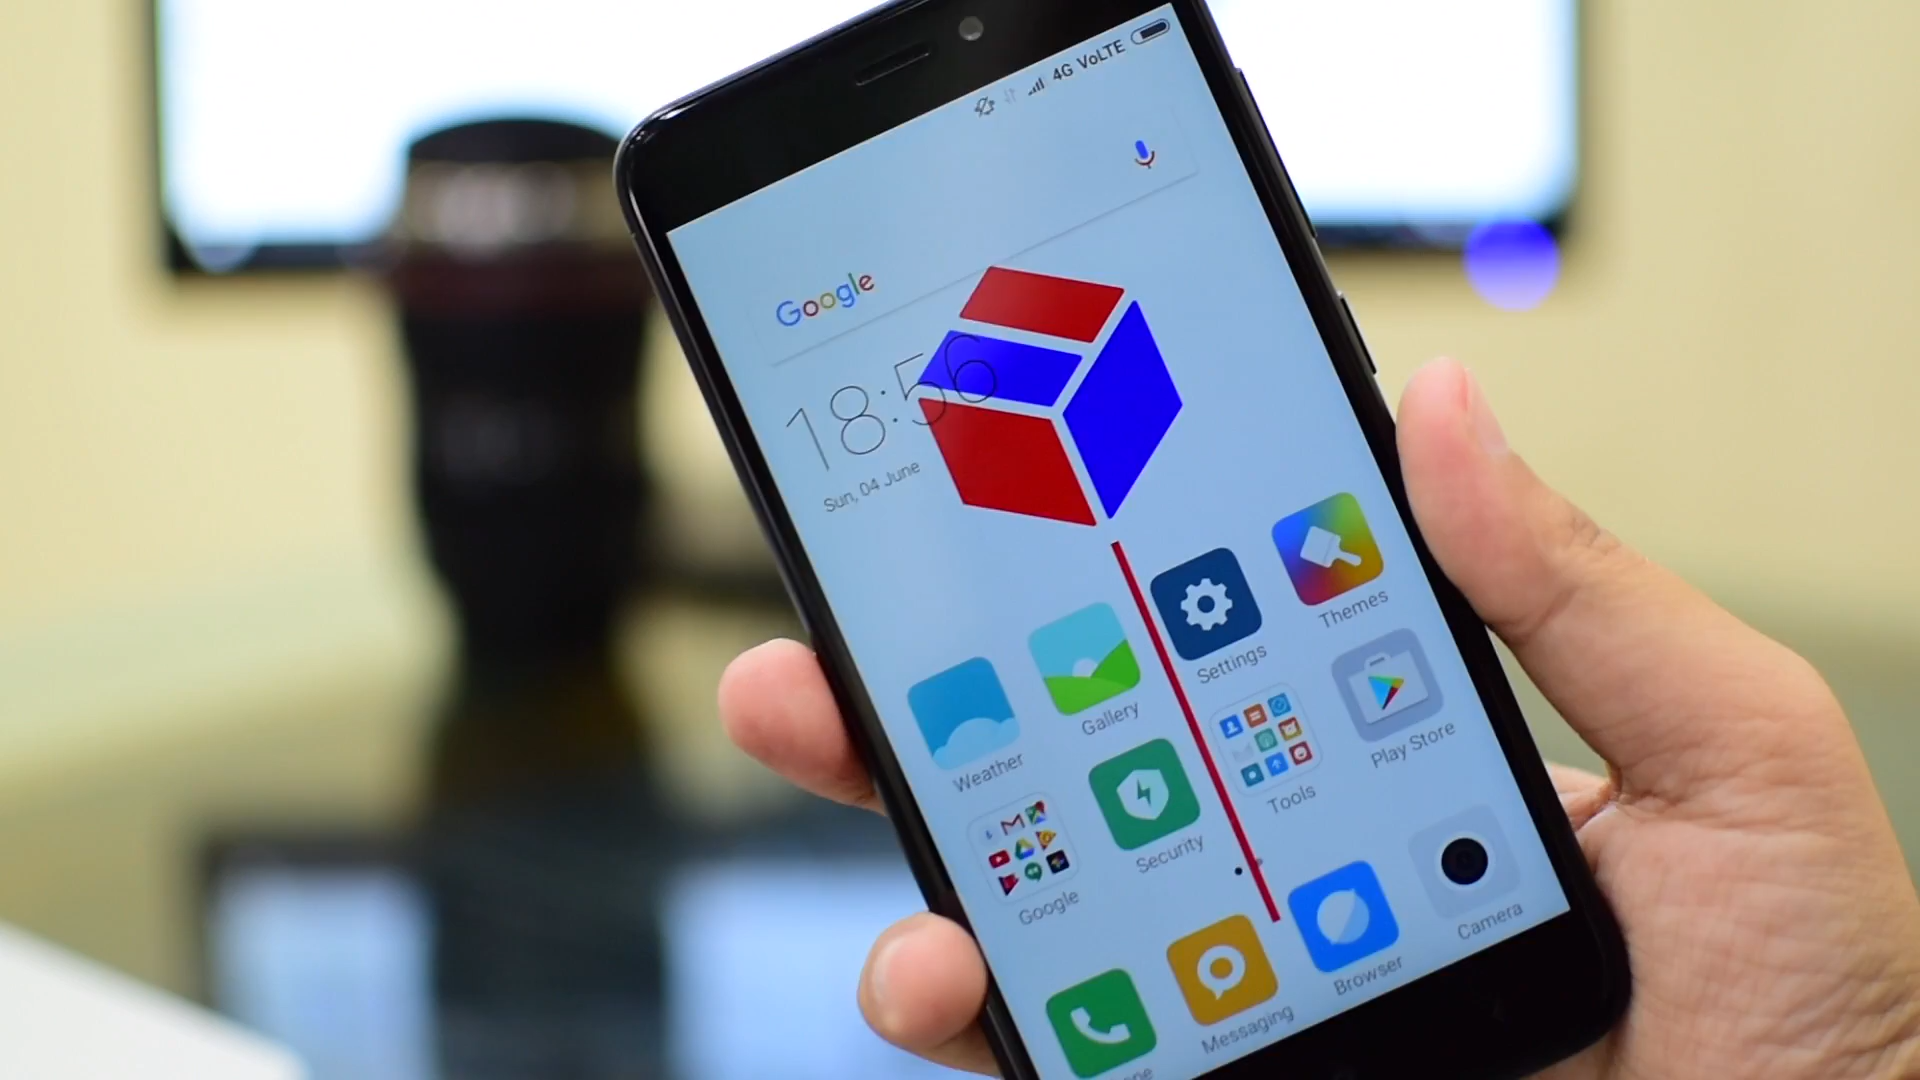 4G VoLTE
Google
18:56
Sun, 04 June
Themes
Settings
Gallery
Weather
Play Store
Tools
Security
Google
Camera
Browser
Messaging